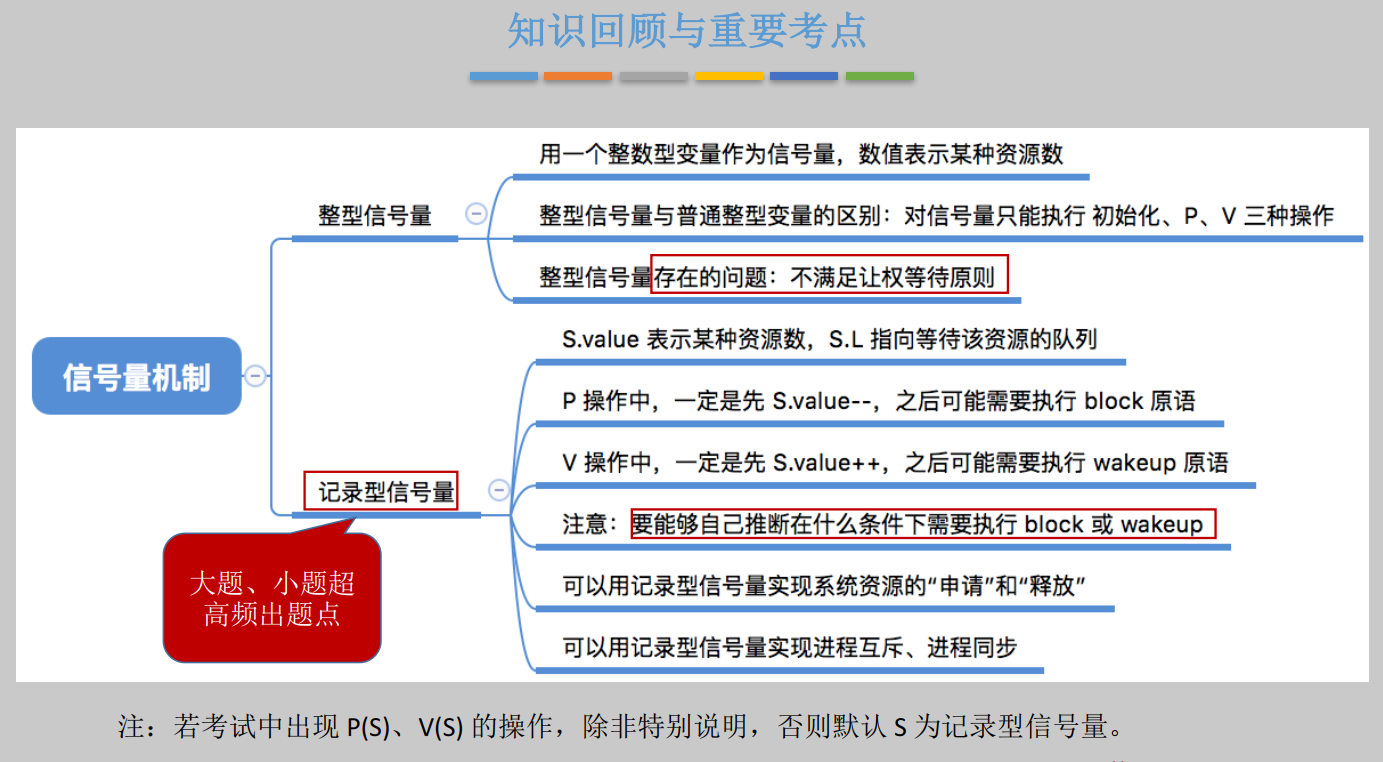 知识回顾与重要考点
用一个整数型变量作为信号量，数值表示某种资源数
整型信号量
整型信号量与普通整型变量的区别：对信号量只能执行 初始化、P、V 三种操作
整型信号量存在的问题：不满足让权等待原则
信号量机制
S.value 表示某种资源数，S.L 指向等待该资源的队列
P 操作中，一定是先 S.value--，之后可能需要执行 block 原语
V 操作中，一定是先 S.value++，之后可能需要执行 wakeup 原语
记录型信号量
注意：要能够自己推断在什么条件下需要执行 block 或 wakeup
可以用记录型信号量实现系统资源的“申请”和“释放”
可以用记录型信号量实现进程互斥、进程同步
大题、小题超
高频出题点
注：若考试中出现 P(S)、V(S) 的操作，除非特别说明，否则默认 S 为记录型信号量。